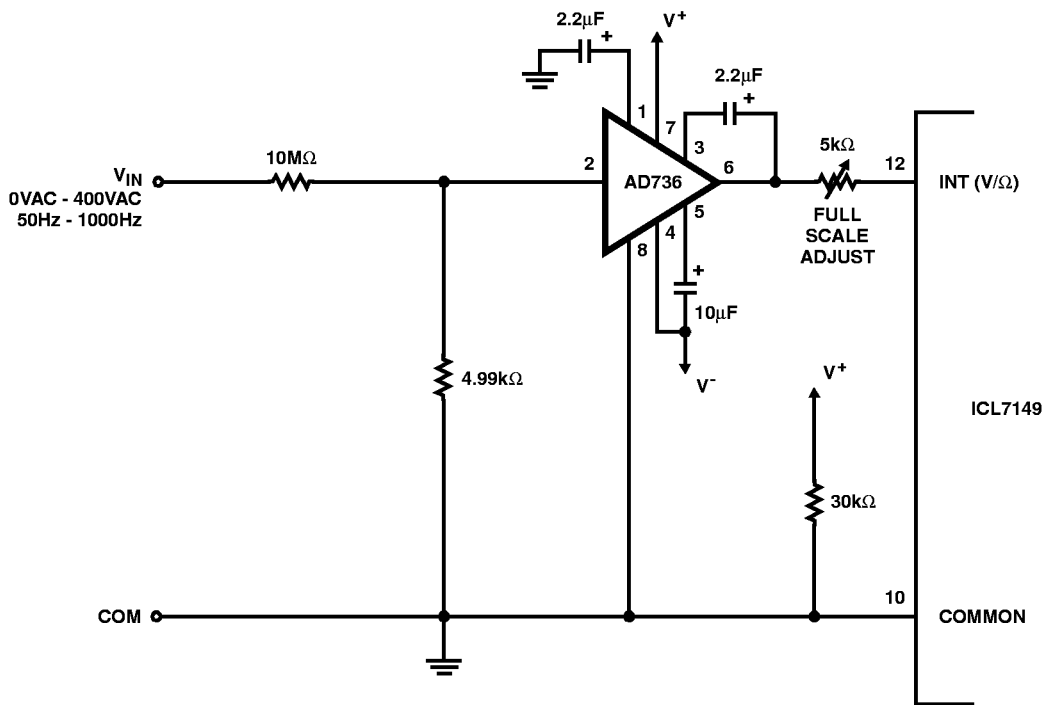 2.2μF
+
V+
2.2μF
+
1
7
3
10MΩ
5kΩ
VIN
0VAC - 400VAC
50Hz - 1000Hz
2
AD736
6
12
INT (V/Ω)
FULL
SCALE
ADJUST
5
4
8
+
10μF
V-
4.99kΩ
V+
ICL7149
30kΩ
10
COM
COMMON